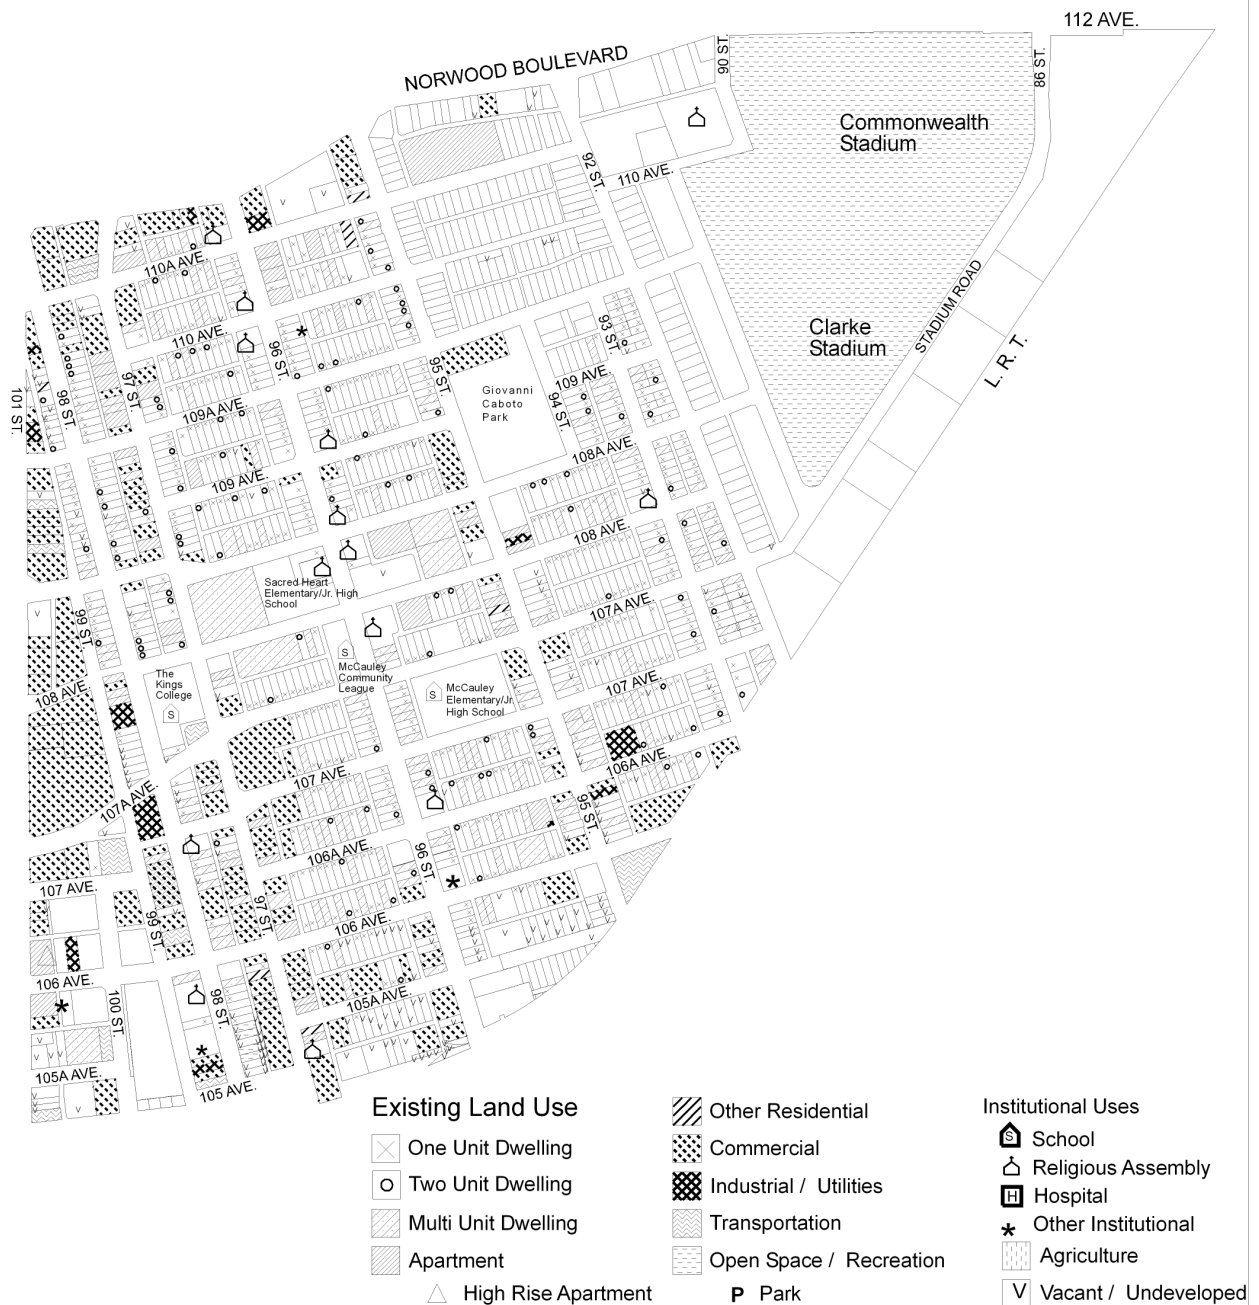 112 AVE.
NORWOOD BOULEVARD
90 ST.
86 ST.
Commonwealth
Stadium
92 ST.
110 AVE.
110A AVE.
STADIUM ROAD
L. R. T.
Clarke
Stadium
93 ST.
110 AVE.
96 ST.
95 ST.
101 ST.
98 ST.
97 ST.
109A AVE.
Giovanni
Caboto
Park
109 AVE.
94 ST.
108A AVE.
109 AVE.
108 AVE.
Sacred Heart
Elementary/Jr. High
School
107A AVE.
99 ST.
The
Kings
College
S
S
McCauley
Community
League
S
McCauley
Elementary/Jr.
High School
108 AVE.
107 AVE.
107 AVE.
106A AVE.
107A AVE.
95 ST.
106A AVE.
96 ST.
107 AVE.
97 ST.
99 ST.
106 AVE.
106 AVE.
100 ST.
98 ST.
105A AVE.
105A AVE.
105 AVE.
Existing Land Use
One Unit Dwelling
Two Unit Dwelling
Multi Unit Dwelling
Apartment
High Rise Apartment
Other Residential
Commercial
Industrial / Utilities
Transportation
Open Space / Recreation
P Park
Institutional Uses
S School
Religious Assembly
H Hospital
* Other Institutional
Agriculture
V Vacant / Undeveloped